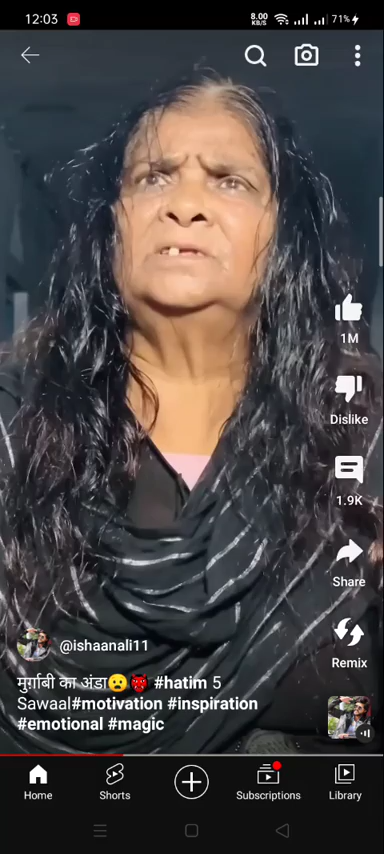 12:03
8.00
KB/S
71%
1M
Dislike
1.9K
Share
Remix
@ishaanali11
मुर्ग़ाबी का अंडा😧👹 #hatim 5
Sawaal#motivation #inspiration
#emotional #magic
Home
Shorts
Subscriptions
Library